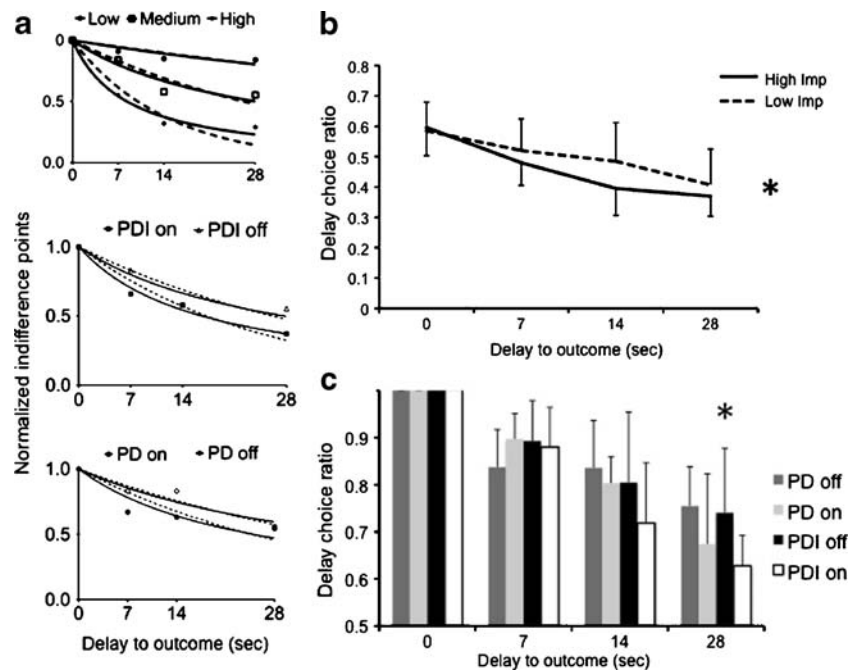 a
Low Medium High
0
0.5
0.0
0 7 14 28
PDI on PDI off
1.0
0.5
0.0
0 7 14 28
PD on PD off
1.0
0.5
0.0
0 7 14 28
Normalized indifference points
Delay to outcome (sec)
b
High Imp
Low Imp
0.8
0.7
0.6
0.5
0.4
0.3
0.2
0.1
0
*
0 7 14 28
Delay choice ratio
Delay to outcome (sec)
c
*
0.9
0.8
0.7
0.6
0.5
0 7 14 28
Delay choice ratio
Delay to outcome (sec)
PD off
PD on
PDI off
PDI on